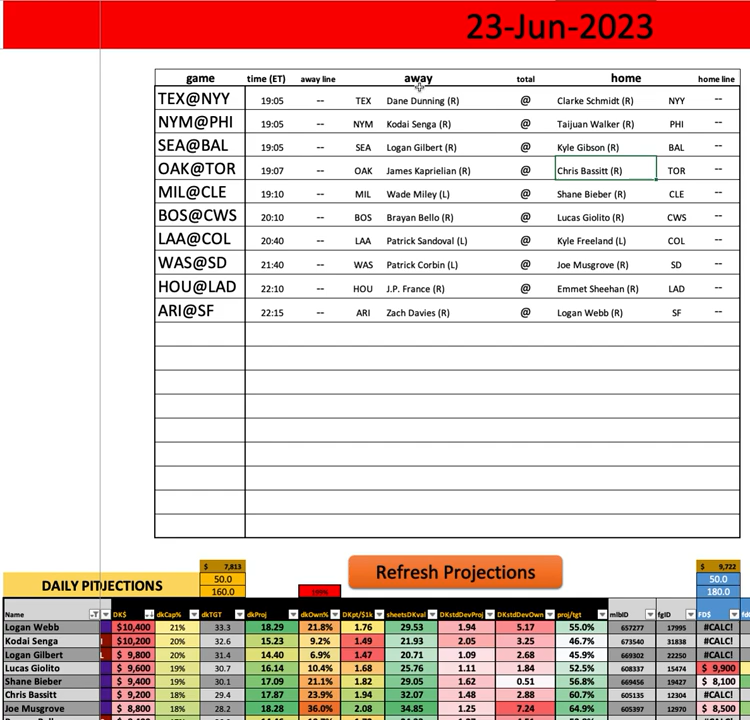 23-Jun-2023
game time (ET) away line away total home home line
TEX@NYY 19:05 -- TEX Dane Dunning (R) @ Clarke Schmidt (R) NYY --
NYM@PHI 19:05 -- NYM Kodai Senga (R) @ Taijuan Walker (R) PHI --
SEA@BAL 19:05 -- SEA Logan Gilbert (R) @ Kyle Gibson (R) BAL --
OAK@TOR 19:07 -- OAK James Kaprielian (R) @ Chris Bassitt (R) TOR --
MIL@CLE 19:10 -- MIL Wade Miley (L) @ Shane Bieber (R) CLE --
BOS@CWS 20:10 -- BOS Brayan Bello (R) @ Lucas Giolito (R) CWS --
LAA@COL 20:40 -- LAA Patrick Sandoval (L) @ Kyle Freeland (L) COL --
WAS@SD 21:40 -- WAS Patrick Corbin (L) @ Joe Musgrove (R) SD --
HOU@LAD 22:10 -- HOU J.P. France (R) @ Emmet Sheehan (R) LAD --
ARI@SF 22:15 -- ARI Zach Davies (R) @ Logan Webb (R) SF --
$ 7,813 $ 9,722
DAILY PITJECTIONS 50.0 Refresh Projections 50.0
160.0 180.0
Name DK$ dkCap% dkTGT dkProj dkOwn% DKpt/$1k sheetsDKval DKstdDevProj DKstdDevOwn proj/tgt mlbID fgID FD$
Logan Webb $10,400 21% 33.3 18.29 21.8% 1.76 29.53 1.94 5.17 55.0% 657277 17995 #CALC!
Kodai Senga $10,200 20% 32.6 15.23 9.2% 1.49 21.93 2.05 3.25 46.7% 673540 31838 #CALC!
Logan Gilbert $ 9,800 20% 31.4 14.40 6.9% 1.47 20.71 1.09 2.68 45.9% 669302 22250 #CALC!
Lucas Giolito $ 9,600 19% 30.7 16.14 10.4% 1.68 25.76 1.11 1.84 52.5% 608337 15474 $ 9,900
Shane Bieber $ 9,400 19% 30.1 17.09 21.1% 1.82 29.05 1.62 0.51 56.8% 669456 19427 $ 8,100
Chris Bassitt $ 9,200 18% 29.4 17.87 23.9% 1.94 32.07 1.48 2.88 60.7% 605135 12304 #CALC!
Joe Musgrove $ 8,800 18% 28.2 18.29 36.0% 2.08 34.85 1.25 7.24 64.9% 605397 12970 $ 8,500